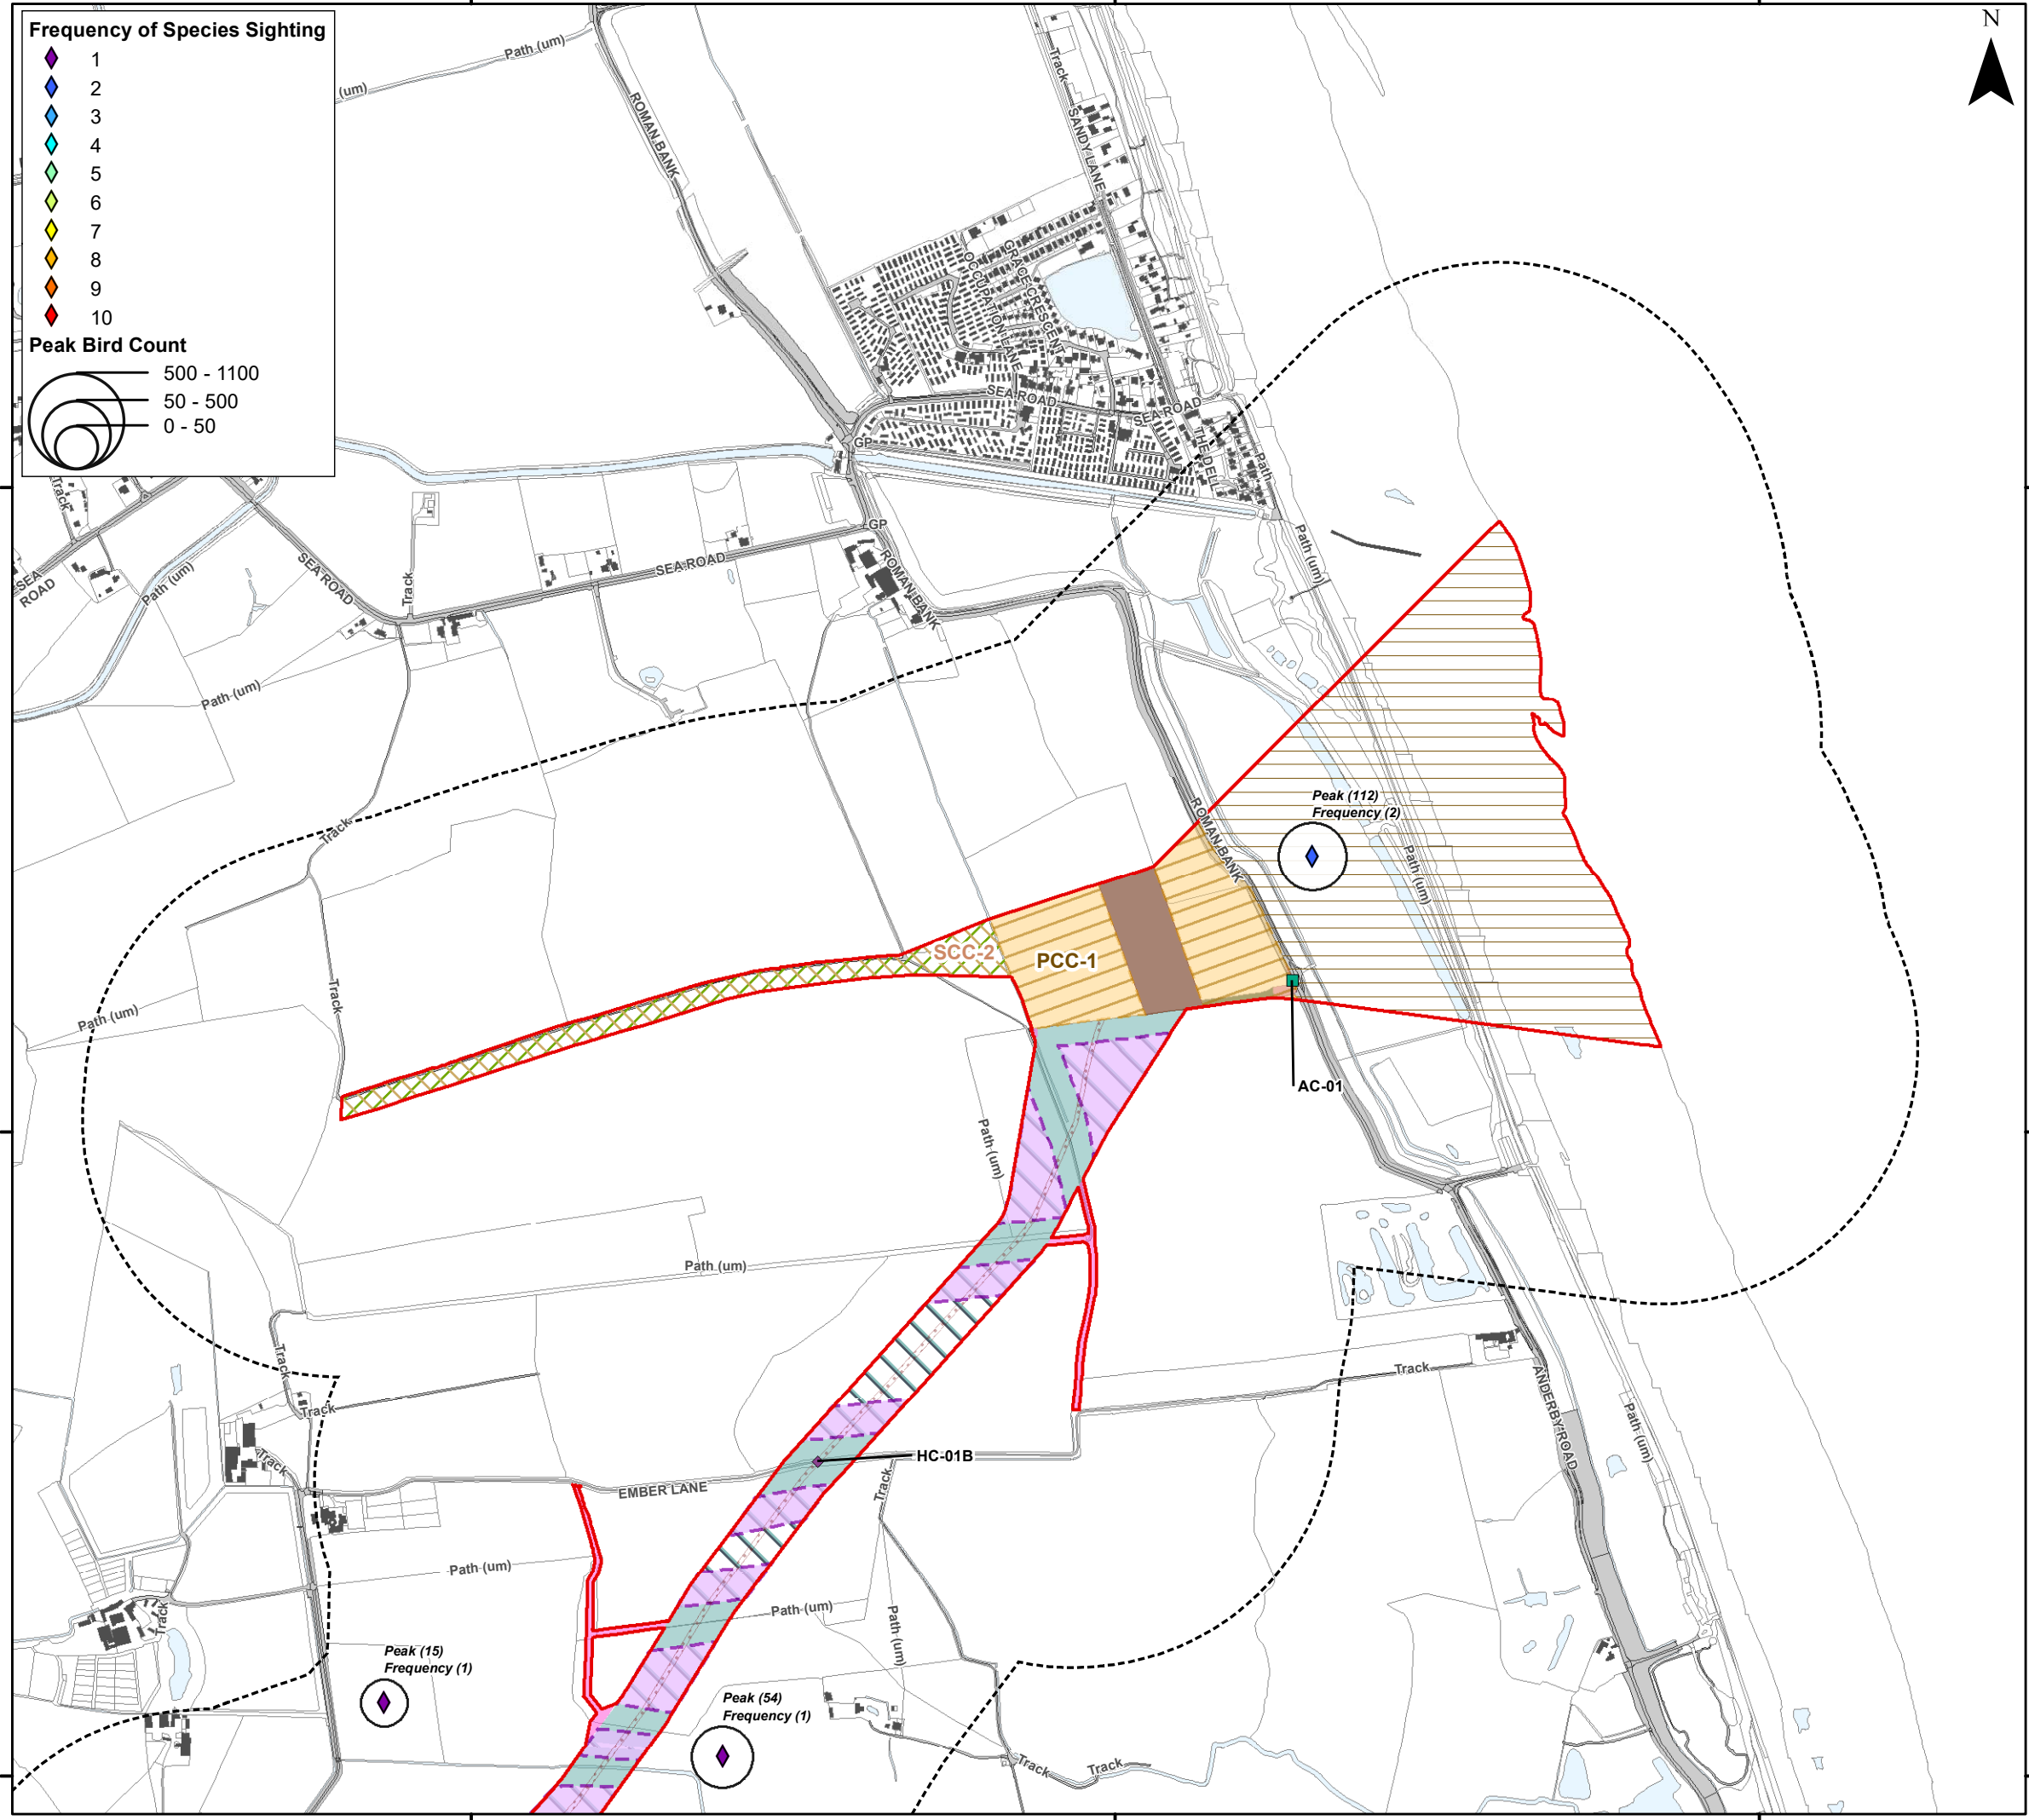 Frequency of Species Sighting
1
2
3
4
5
6
7
8
9
10
Peak Bird Count
500 - 1100
50 - 500
0 - 50
N
Path (um)
(um)
ROMAN BANK
Track
SANDY LANE
GRACE CRESCENT
OCCUPATION LANE
SEA ROAD
SEA ROAD
THE DELL
Path
GP
GP
Track
SEA ROAD
Path (um)
SEA ROAD
Track
SEA ROAD
ROMAN BANK
Path (um)
Path (um)
Track
ROMAN BANK
Peak (112)
Frequency (2)
Path (um)
SCC-2
PCC-1
Track
Path (um)
AC-01
Path (um)
Path (um)
Track
Track
Track
Track
ANDERBY ROAD
Path (um)
HC-01B
EMBER LANE
Track
Path (um)
Path (um)
Path (um)
Track
Peak (15)
Frequency (1)
Peak (54)
Frequency (1)
Track
Track